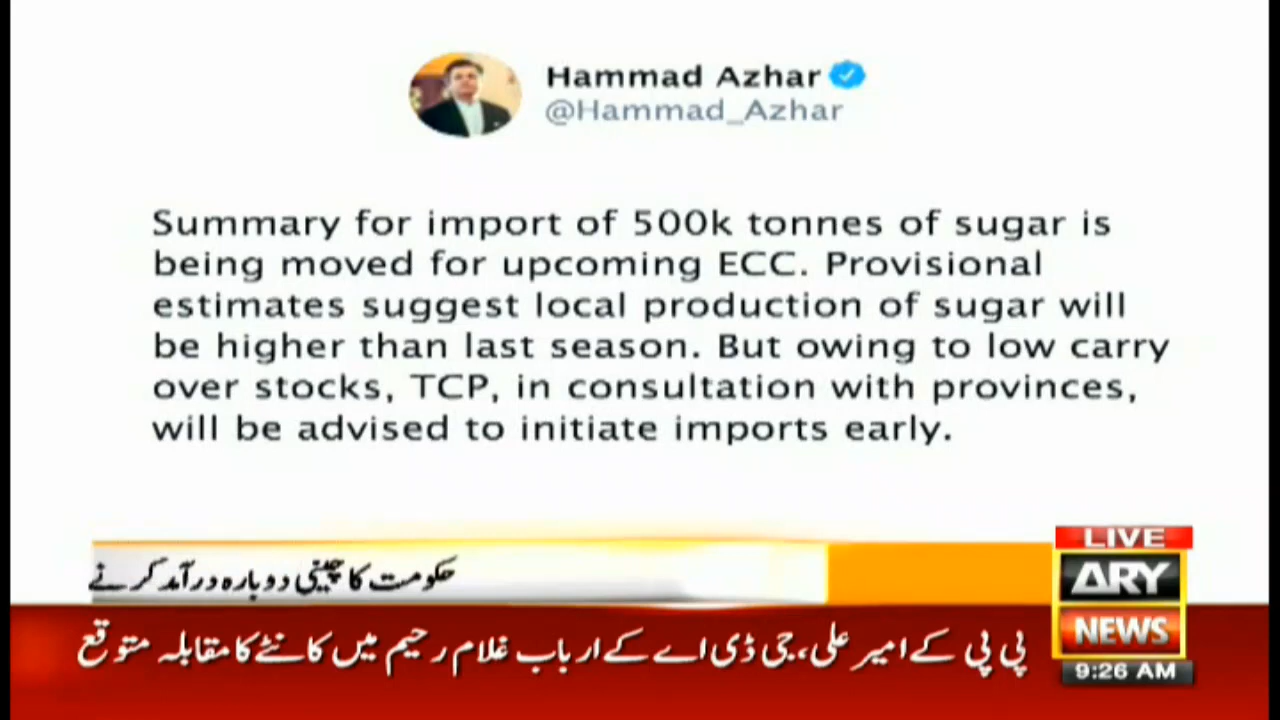 Hammad Azhar
@Hammad_Azhar
Summary for import of 500k tonnes of sugar is
being moved for upcoming ECC. Provisional
estimates suggest local production of sugar will
be higher than last season. But owing to low carry
over stocks, TCP, in consultation with provinces,
will be advised to initiate imports early.
حکومت کا چینی دوبارہ درآمد کرنے
پی پی کے امیر علی، جی ڈی اے کے ارباب غلام رحیم میں کانٹے کا مقابلہ متوقع
LIVE
ARY
NEWS
9:26 AM